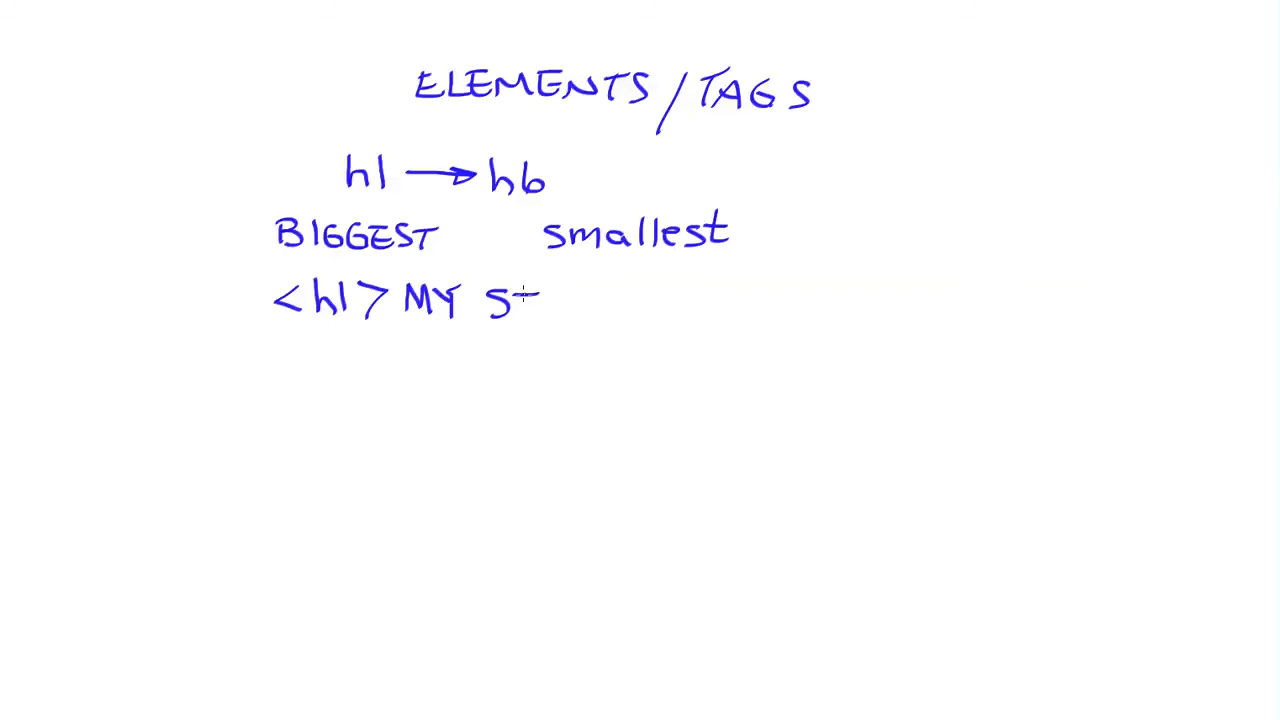 ELEMENTS/TAGS
h1 → h6
BIGGEST smallest
<h1> MY S